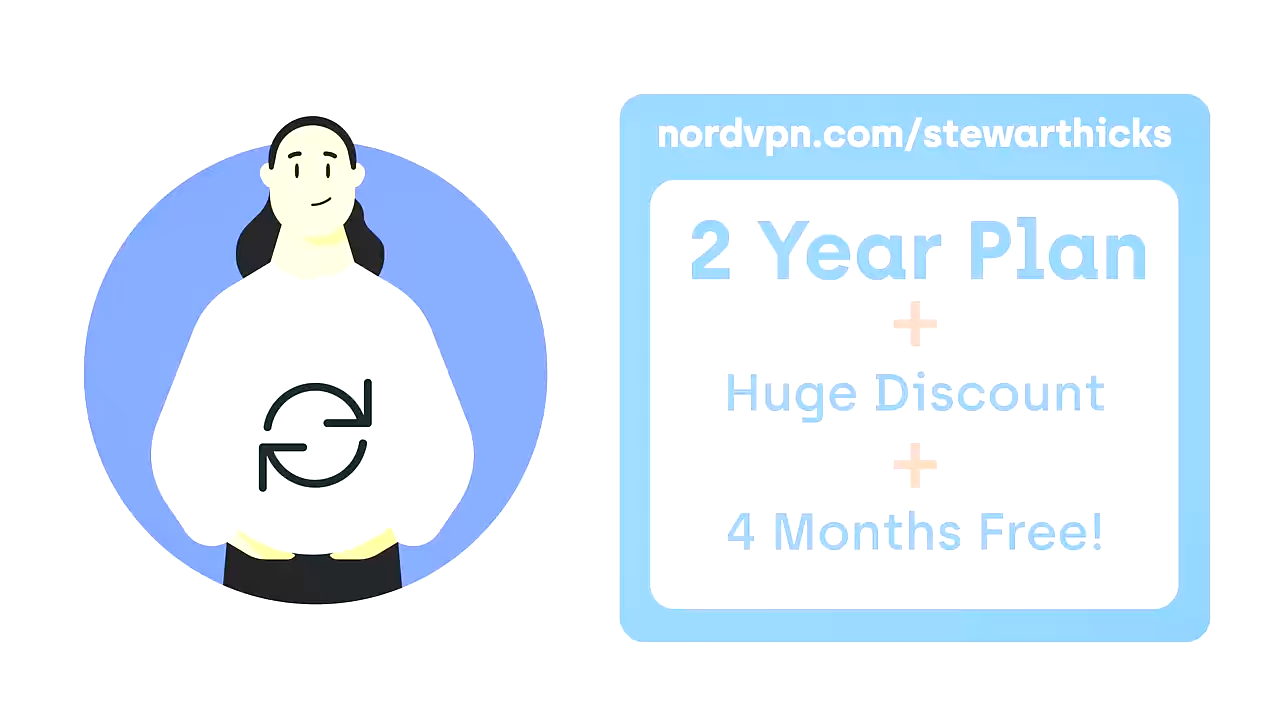 nordvpn.com/stewarthicks
2 Year Plan
+
Huge Discount
+
4 Months Free!